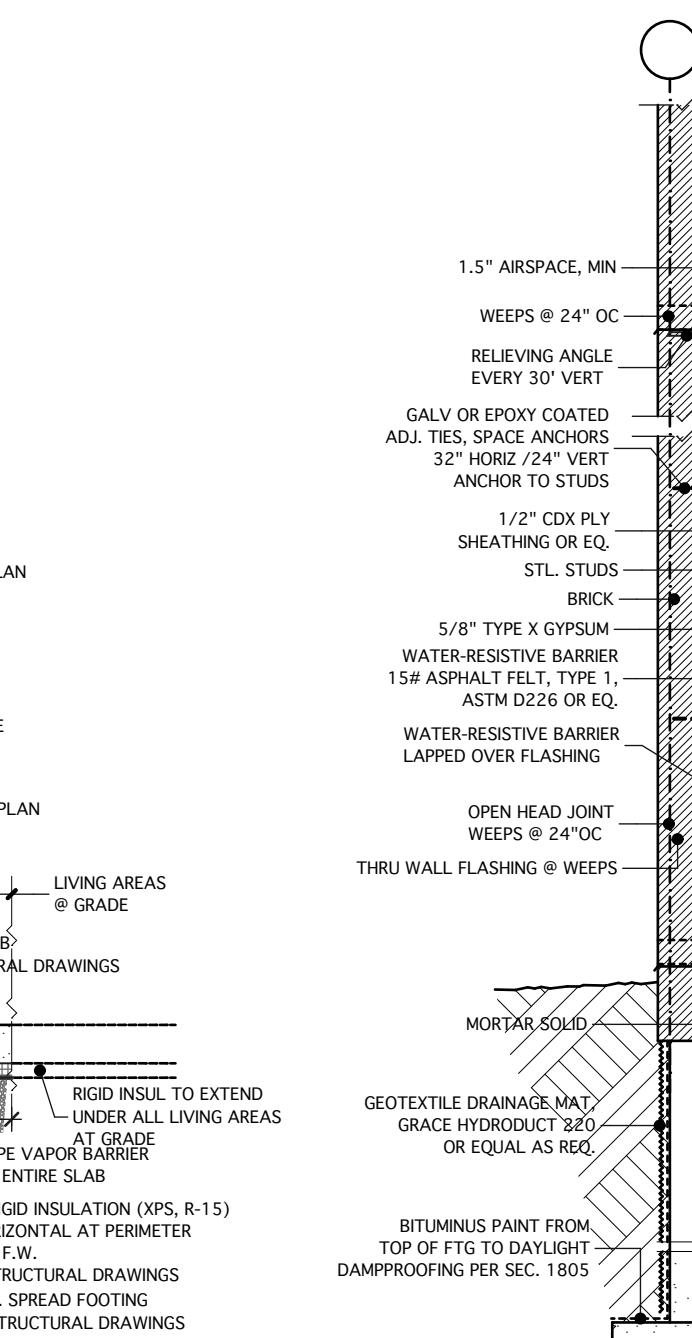 LAN
E
PLAN
LIVING AREAS
@ GRADE
B
RAL DRAWINGS
RIGID INSUL TO EXTEND
UNDER ALL LIVING AREAS
AT GRADE
PE VAPOR BARRIER
ENTIRE SLAB
GID INSULATION (XPS, R-15)
IZONTAL AT PERIMETER
F.W.
TRUCTURAL DRAWINGS
. SPREAD FOOTING
TRUCTURAL DRAWINGS
1.5" AIRSPACE, MIN
WEEPS @ 24" OC
RELIEVING ANGLE
EVERY 30' VERT
GALV OR EPOXY COATED
ADJ. TIES, SPACE ANCHORS
32" HORIZ /24" VERT
ANCHOR TO STUDS
1/2" CDX PLY
SHEATHING OR EQ.
STL. STUDS
BRICK
5/8" TYPE X GYPSUM
WATER-RESISTIVE BARRIER
15# ASPHALT FELT, TYPE 1,
ASTM D226 OR EQ.
WATER-RESISTIVE BARRIER
LAPPED OVER FLASHING
OPEN HEAD JOINT
WEEPS @ 24"OC
THRU WALL FLASHING @ WEEPS
MORTAR SOLID
GEOTEXTILE DRAINAGE MAT,
GRACE HYDRODUCT 220
OR EQUAL AS REQ.
BITUMINUS PAINT FROM
TOP OF FTG TO DAYLIGHT
DAMPPROOFING PER SEC. 1805